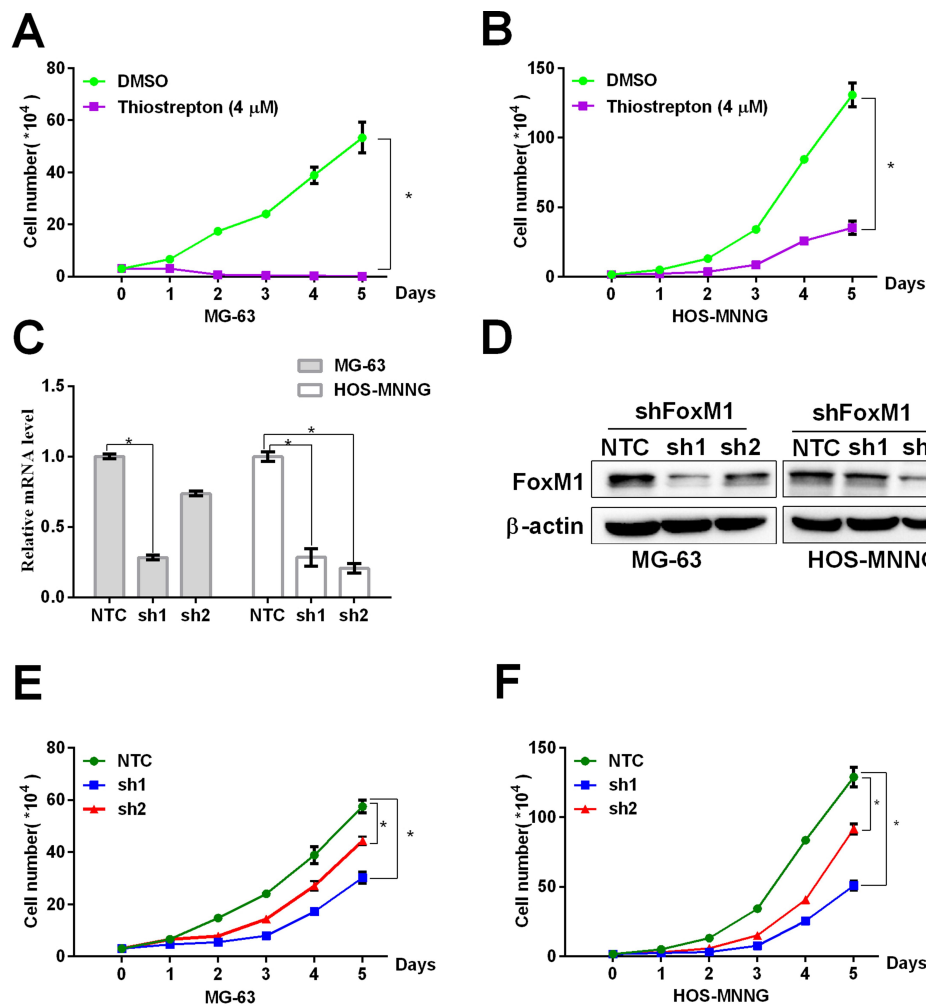 A
80
60
40
20
0
Cell number( *10⁴ )
DMSO
Thiostrepton (4 μM)
*
0 1 2 3 4 5 Days
MG-63
B
150
100
50
0
Cell number( *10⁴ )
DMSO
Thiostrepton (4 μM)
*
0 1 2 3 4 5 Days
HOS-MNNG
C
MG-63
HOS-MNNG
1.5
1.0
0.5
0.0
Relative mRNA level
* * *
NTC sh1 sh2 NTC sh1 sh2
D
shFoxM1 shFoxM1
NTC sh1 sh2 NTC sh1
FoxM1
β-actin
MG-63 HOS-MNNG
E
80
60
40
20
0
Cell number( *10⁴ )
NTC
sh1
sh2
* *
0 1 2 3 4 5 Days
MG-63
F
150
100
50
0
Cell number( *10⁴ )
NTC
sh1
sh2
* *
0 1 2 3 4 5 Days
HOS-MNNG